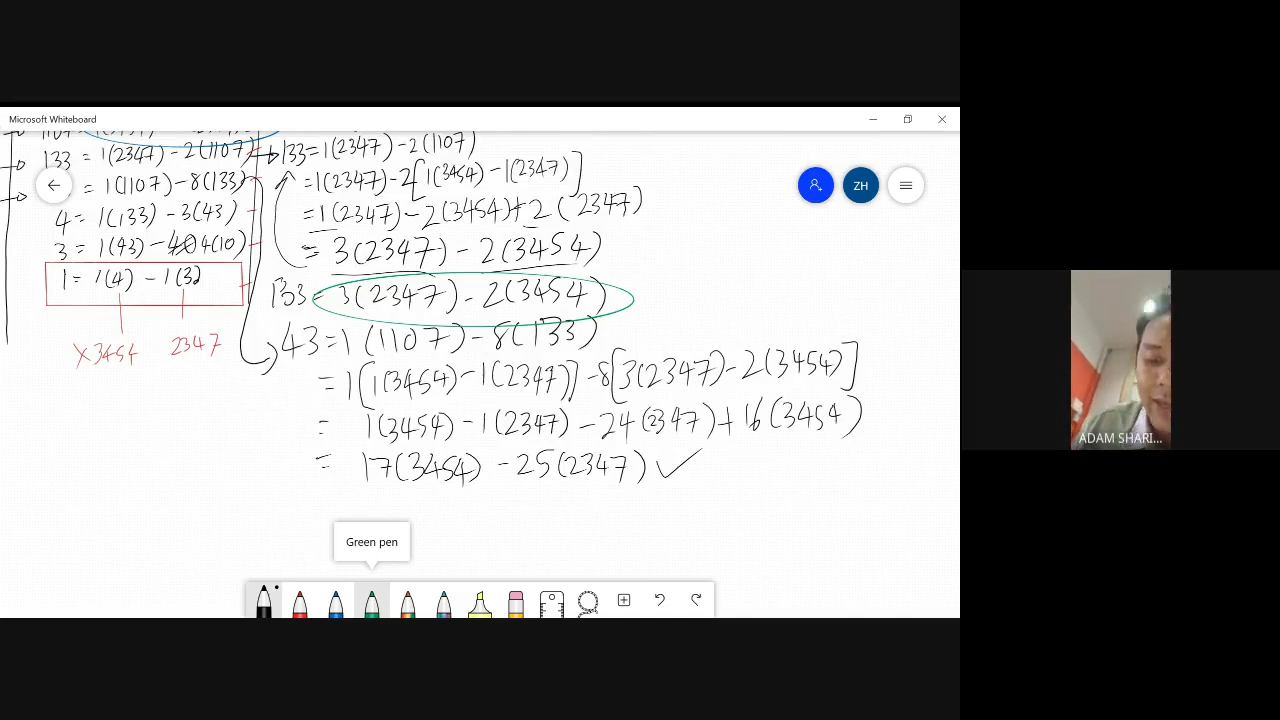 Microsoft Whiteboard
133 = 1(2347) - 2(1107)
= 1(1107) - 8(133)
4 = 1(133) - 3(43)
3 = 1(43) - 4(10)
1 = 1(4) - 1(3)
×3454 2347
133 = 1(2347) - 2(1107)
= 1(2347) - 2[1(3454) - 1(2347)]
= 1(2347) - 2(3454) + 2(2347)
= 3(2347) - 2(3454)
133 = 3(2347) - 2(3454)
43 = 1(1107) - 8(133)
= 1[1(3454) - 1(2347)] - 8[3(2347) - 2(3454)]
= 1(3454) - 1(2347) - 24(2347) + 16(3454)
= 17(3454) - 25(2347) ✓
ZH
Green pen
ADAM SHARI...